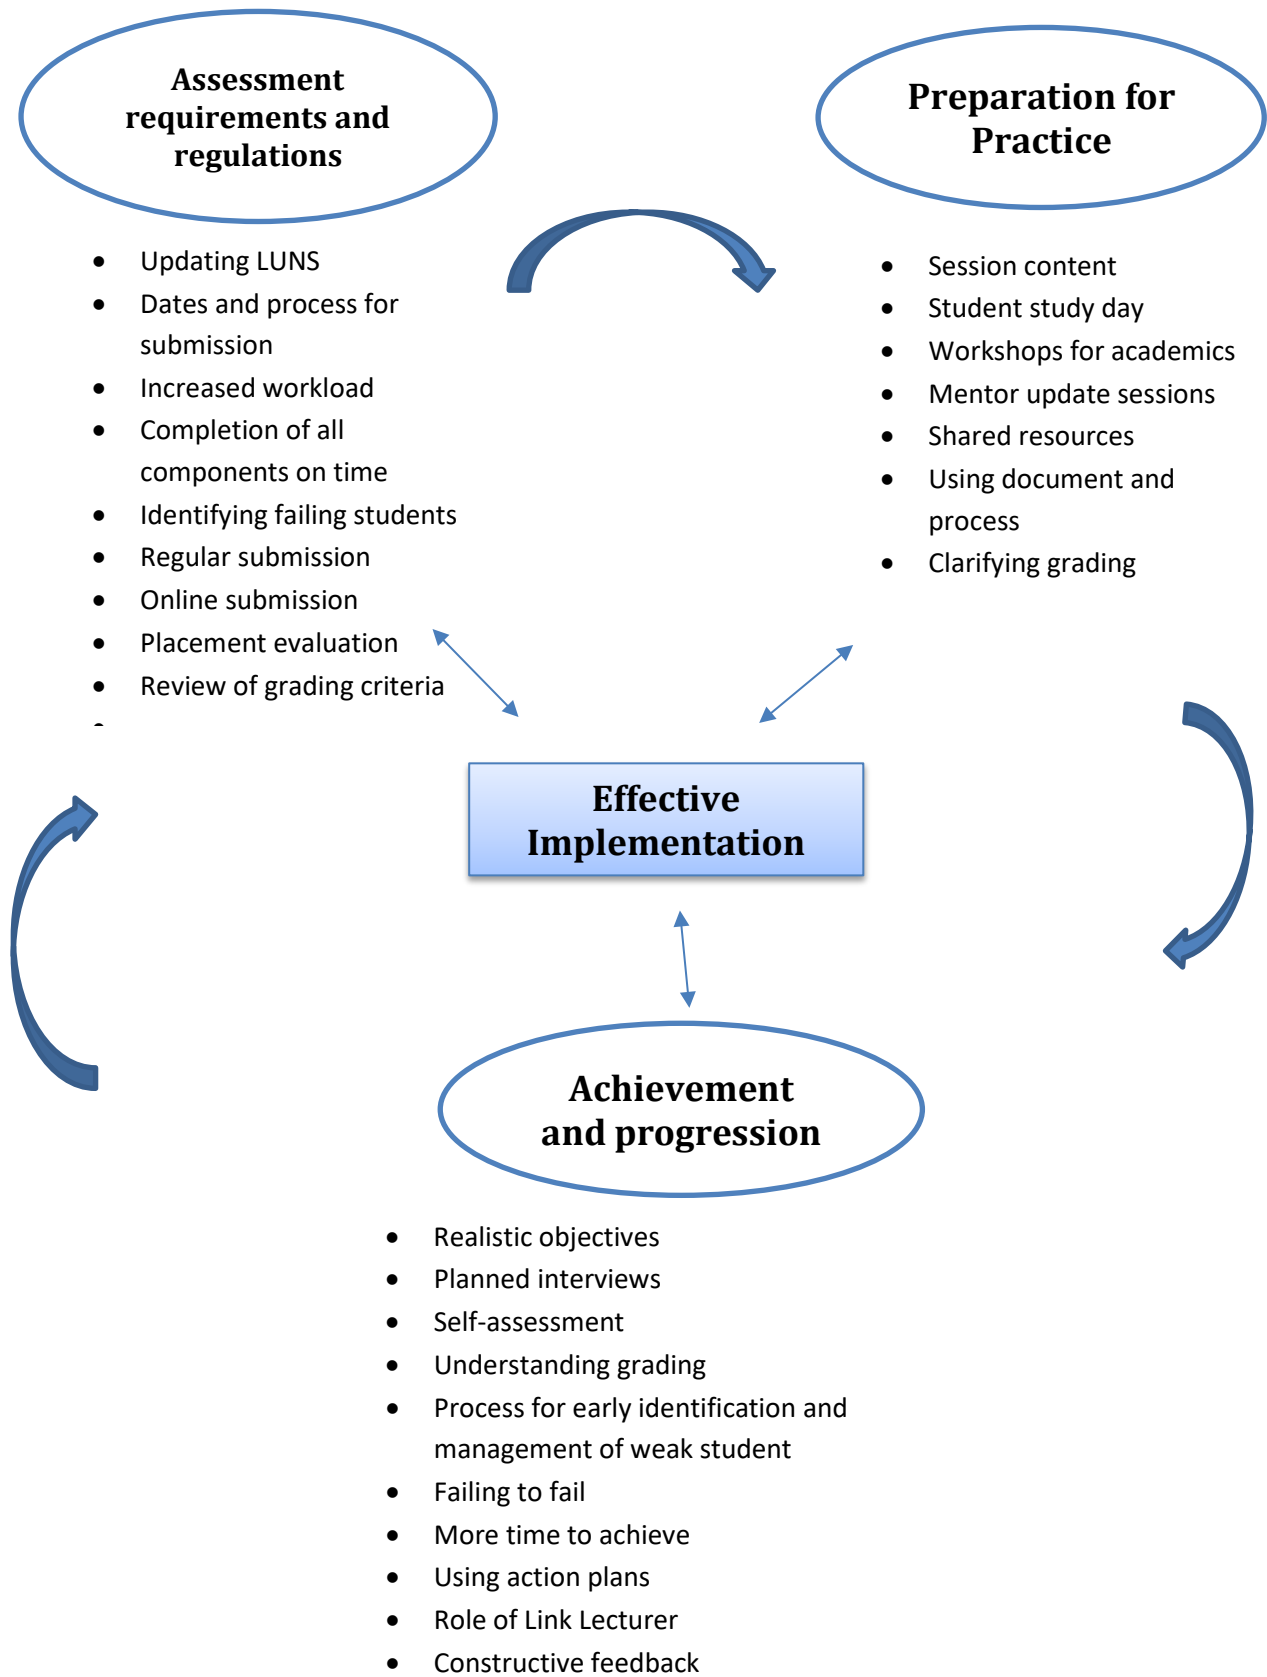 Assessment
requirements and
regulations
• Updating LUNS
• Dates and process for
submission
• Increased workload
• Completion of all
components on time
• Identifying failing students
• Regular submission
• Online submission
• Placement evaluation
• Review of grading criteria
•
Preparation for
Practice
• Session content
• Student study day
• Workshops for academics
• Mentor update sessions
• Shared resources
• Using document and
process
• Clarifying grading
Effective
Implementation
Achievement
and progression
• Realistic objectives
• Planned interviews
• Self-assessment
• Understanding grading
• Process for early identification and
management of weak student
• Failing to fail
• More time to achieve
• Using action plans
• Role of Link Lecturer
• Constructive feedback